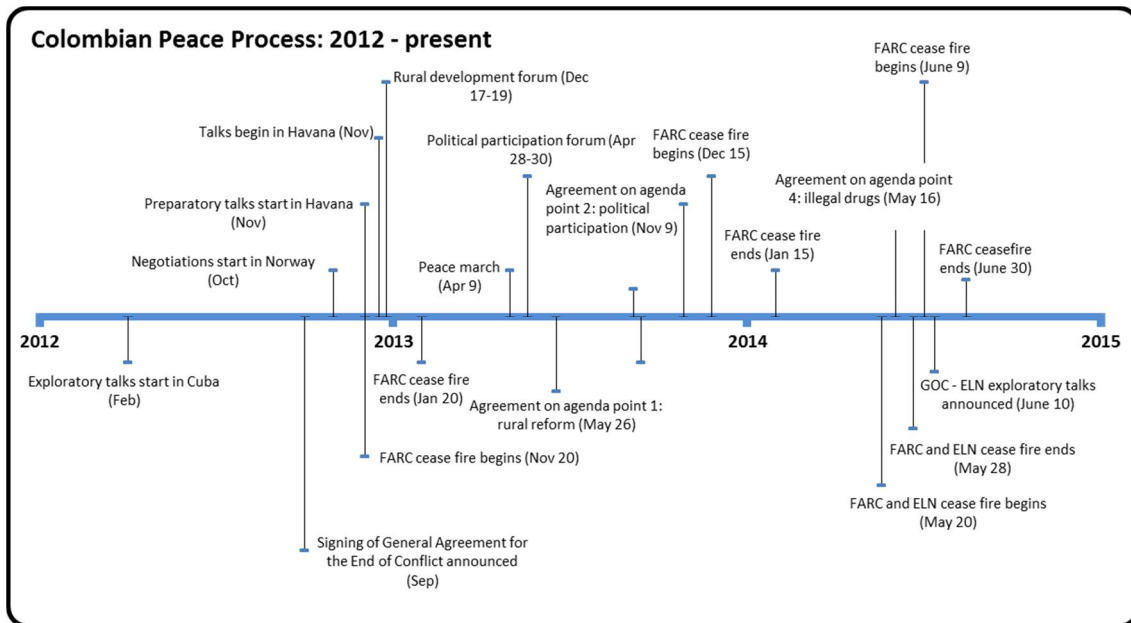 Colombian Peace Process: 2012 - present
FARC cease fire
begins (June 9)
Rural development forum (Dec
17-19)
Talks begin in Havana (Nov)
Political participation forum (Apr
28-30)
FARC cease fire
begins (Dec 15)
Agreement on agenda point
4: illegal drugs (May 16)
Preparatory talks start in Havana
(Nov)
Agreement on agenda
point 2: political
participation (Nov 9)
FARC cease fire
ends (Jan 15)
FARC ceasefire
ends (June 30)
Negotiations start in Norway
(Oct)
Peace march
(Apr 9)
2012
2013
2014
2015
Exploratory talks start in Cuba
(Feb)
FARC cease fire
ends (Jan 20)
Agreement on agenda point 1:
rural reform (May 26)
GOC - ELN exploratory talks
announced (June 10)
FARC cease fire begins (Nov 20)
FARC and ELN cease fire ends
(May 28)
FARC and ELN cease fire begins
(May 20)
Signing of General Agreement for
the End of Conflict announced
(Sep)